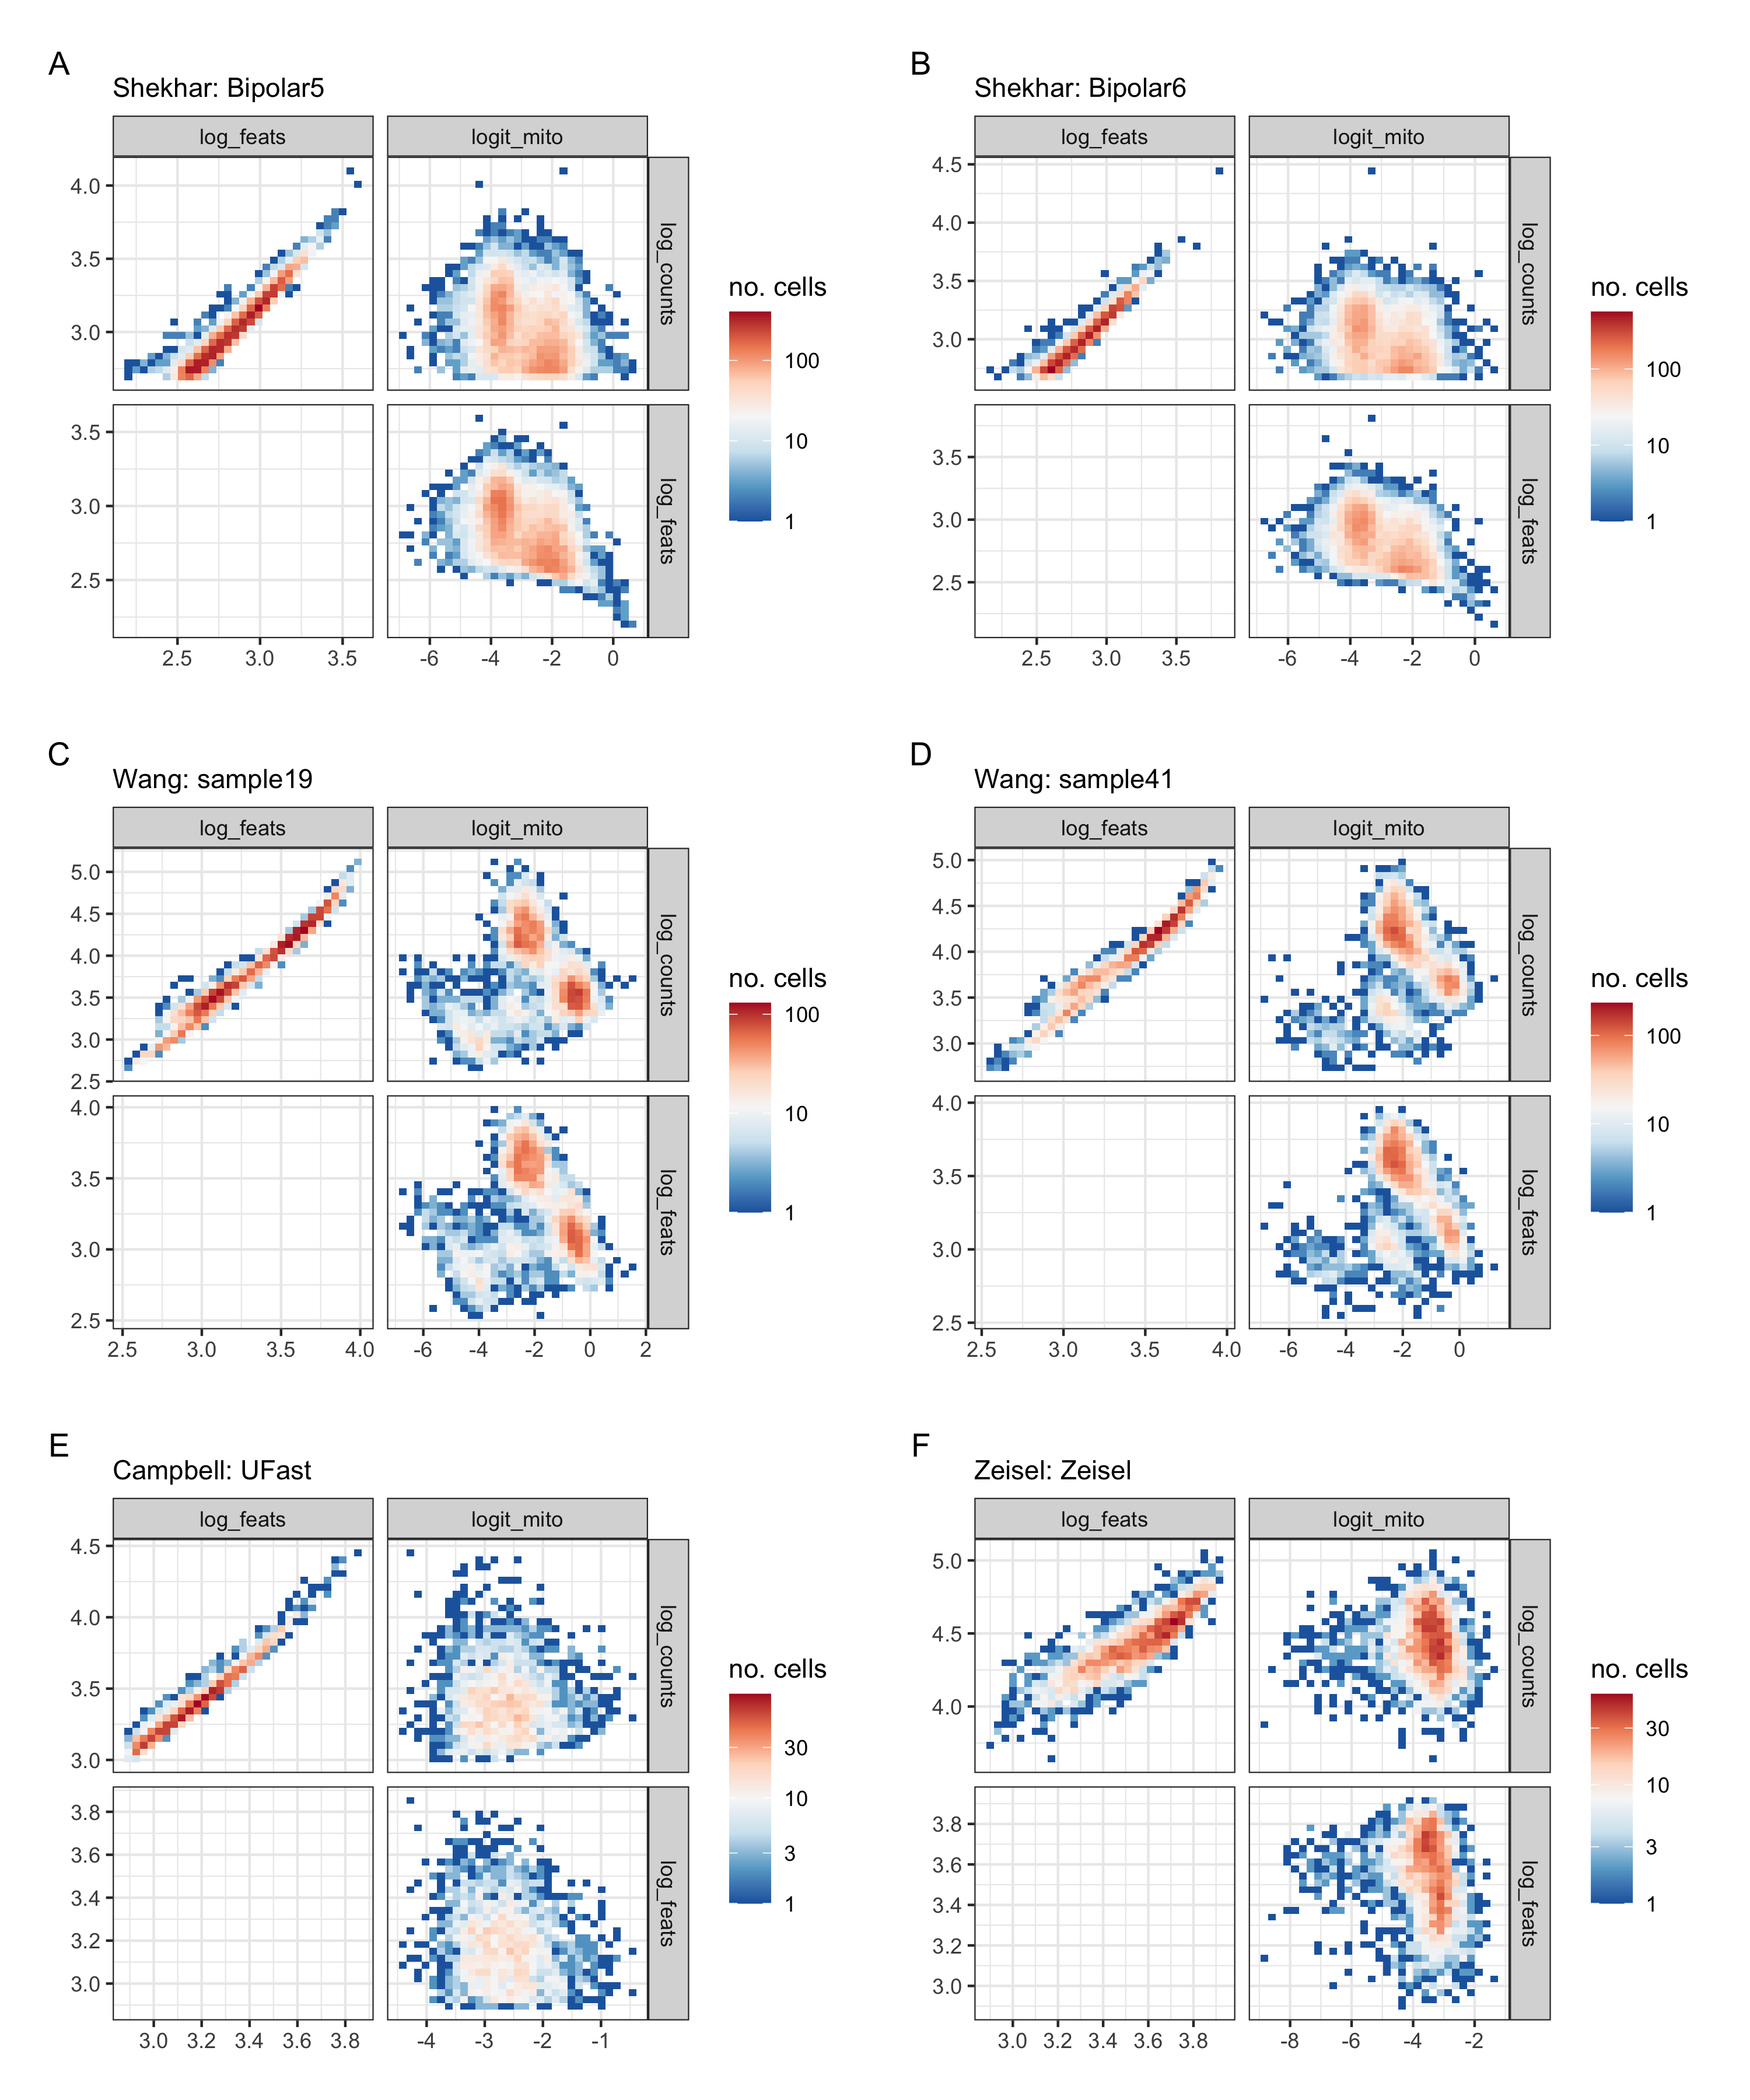 A
Shekhar: Bipolar5
log_feats
logit_mito
4.0
3.5
3.0
log_counts
3.5
3.0
2.5
log_feats
2.5 3.0 3.5
-6 -4 -2 0
no. cells
100
10
1
B
Shekhar: Bipolar6
log_feats
logit_mito
4.5
4.0
3.5
3.0
log_counts
3.5
3.0
2.5
log_feats
2.5 3.0 3.5
-6 -4 -2 0
no. cells
100
10
1
C
Wang: sample19
log_feats
logit_mito
5.0
4.5
4.0
3.5
3.0
2.5
log_counts
4.0
3.5
3.0
2.5
log_feats
2.5 3.0 3.5 4.0
-6 -4 -2 0 2
no. cells
100
10
1
D
Wang: sample41
log_feats
logit_mito
5.0
4.5
4.0
3.5
3.0
log_counts
4.0
3.5
3.0
2.5
log_feats
2.5 3.0 3.5 4.0
-6 -4 -2 0
no. cells
100
10
1
E
Campbell: UFast
log_feats
logit_mito
4.5
4.0
3.5
3.0
log_counts
3.8
3.6
3.4
3.2
3.0
log_feats
3.0 3.2 3.4 3.6 3.8
-4 -3 -2 -1
no. cells
30
10
3
1
F
Zeisel: Zeisel
log_feats
logit_mito
5.0
4.5
4.0
log_counts
3.8
3.6
3.4
3.2
3.0
log_feats
3.0 3.2 3.4 3.6 3.8
-8 -6 -4 -2
no. cells
30
10
3
1